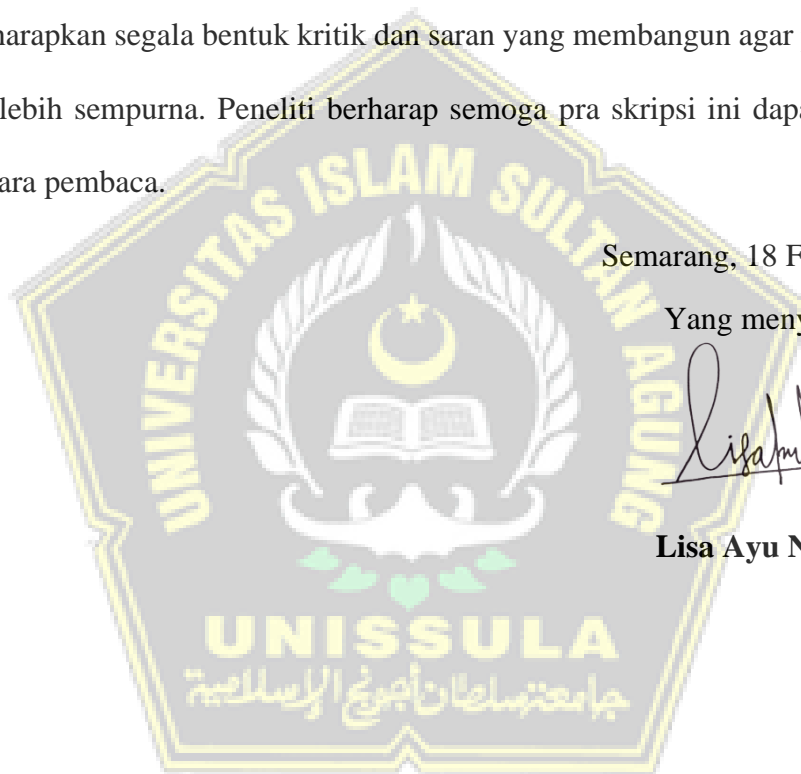 harapkan segala bentuk kritik dan saran yang membangun agar
lebih sempurna. Peneliti berharap semoga pra skripsi ini dapa
ara pembaca.
Semarang, 18 F
Yang meny
Lisa Ayu N
UNIVERSITAS ISLAM SULTAN AGUNG
UNISSULA
جامعة سلطان أجونج الإسلامية